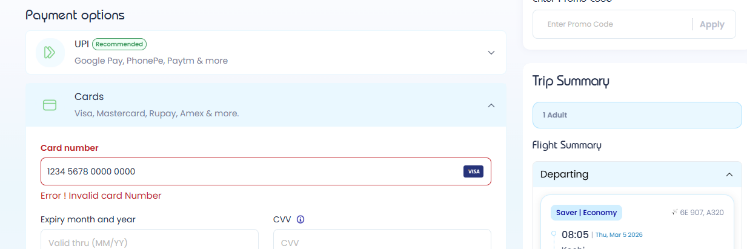 Payment options
UPI Recommended
Google Pay, PhonePe, Paytm & more
Cards
Visa, Mastercard, Rupay, Amex & more.
Card number
1234 5678 0000 0000
VISA
Error ! Invalid card Number
Expiry month and year
CVV
Valid thru (MM/YY)
CVV
Enter Promo Code
Apply
Trip Summary
1 Adult
Flight Summary
Departing
Saver | Economy
6E 907, A320
08:05 | Thu, Mar 5 2026